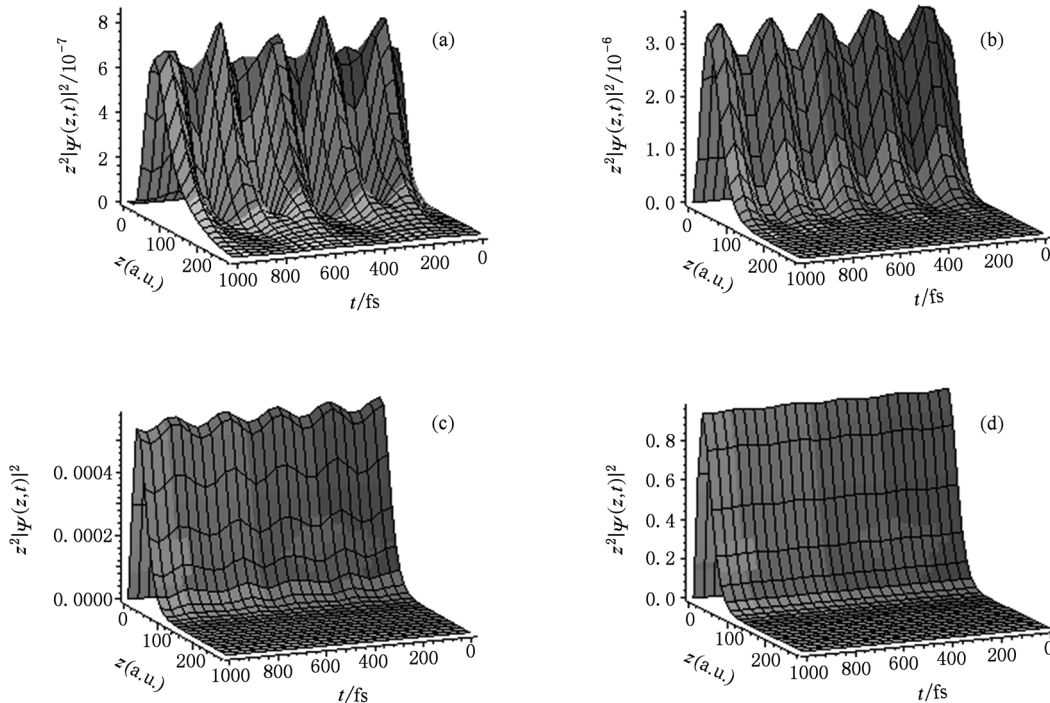 (a)
z²|Ψ(z,t)|²/10⁻⁷
8
6
4
2
0
0
100
200
z(a.u.)
1000 800 600 400 200 0
t/fs
(b)
z²|Ψ(z,t)|²/10⁻⁶
3.0
2.0
1.0
0.0
0
100
200
z(a.u.)
1000 800 600 400 200 0
t/fs
(c)
z²|Ψ(z,t)|²
0.0004
0.0002
0.0000
0
100
200
z(a.u.)
1000 800 600 400 200 0
t/fs
(d)
z²|Ψ(z,t)|²
0.8
0.6
0.4
0.2
0.0
0
100
200
z(a.u.)
1000 800 600 400 200 0
t/fs